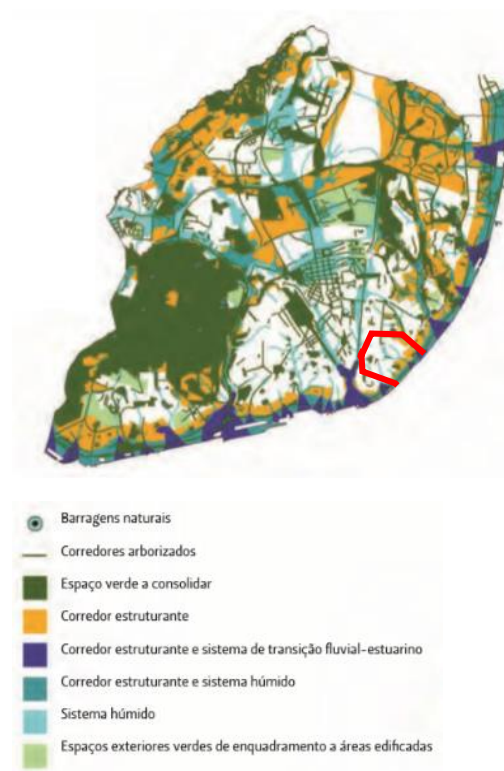 Barragens naturais
Corredores arborizados
Espaço verde a consolidar
Corredor estruturante
Corredor estruturante e sistema de transição fluvial-estuarino
Corredor estruturante e sistema húmido
Sistema húmido
Espaços exteriores verdes de enquadramento a áreas edificadas